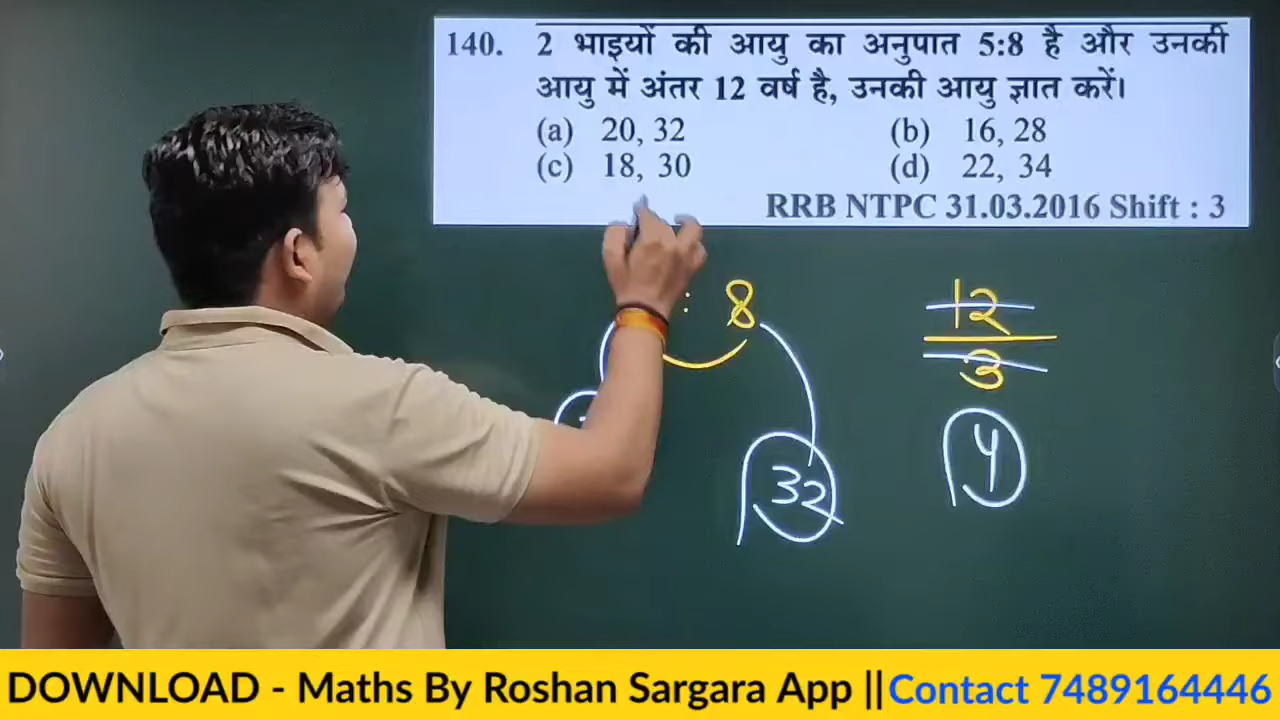 140. 2 भाइयों की आयु का अनुपात 5:8 है और उनकी
आयु में अंतर 12 वर्ष है, उनकी आयु ज्ञात करें।
(a) 20, 32 (b) 16, 28
(c) 18, 30 (d) 22, 34
RRB NTPC 31.03.2016 Shift : 3
: 8
12
3
32
4
DOWNLOAD - Maths By Roshan Sargara App ||Contact 7489164446